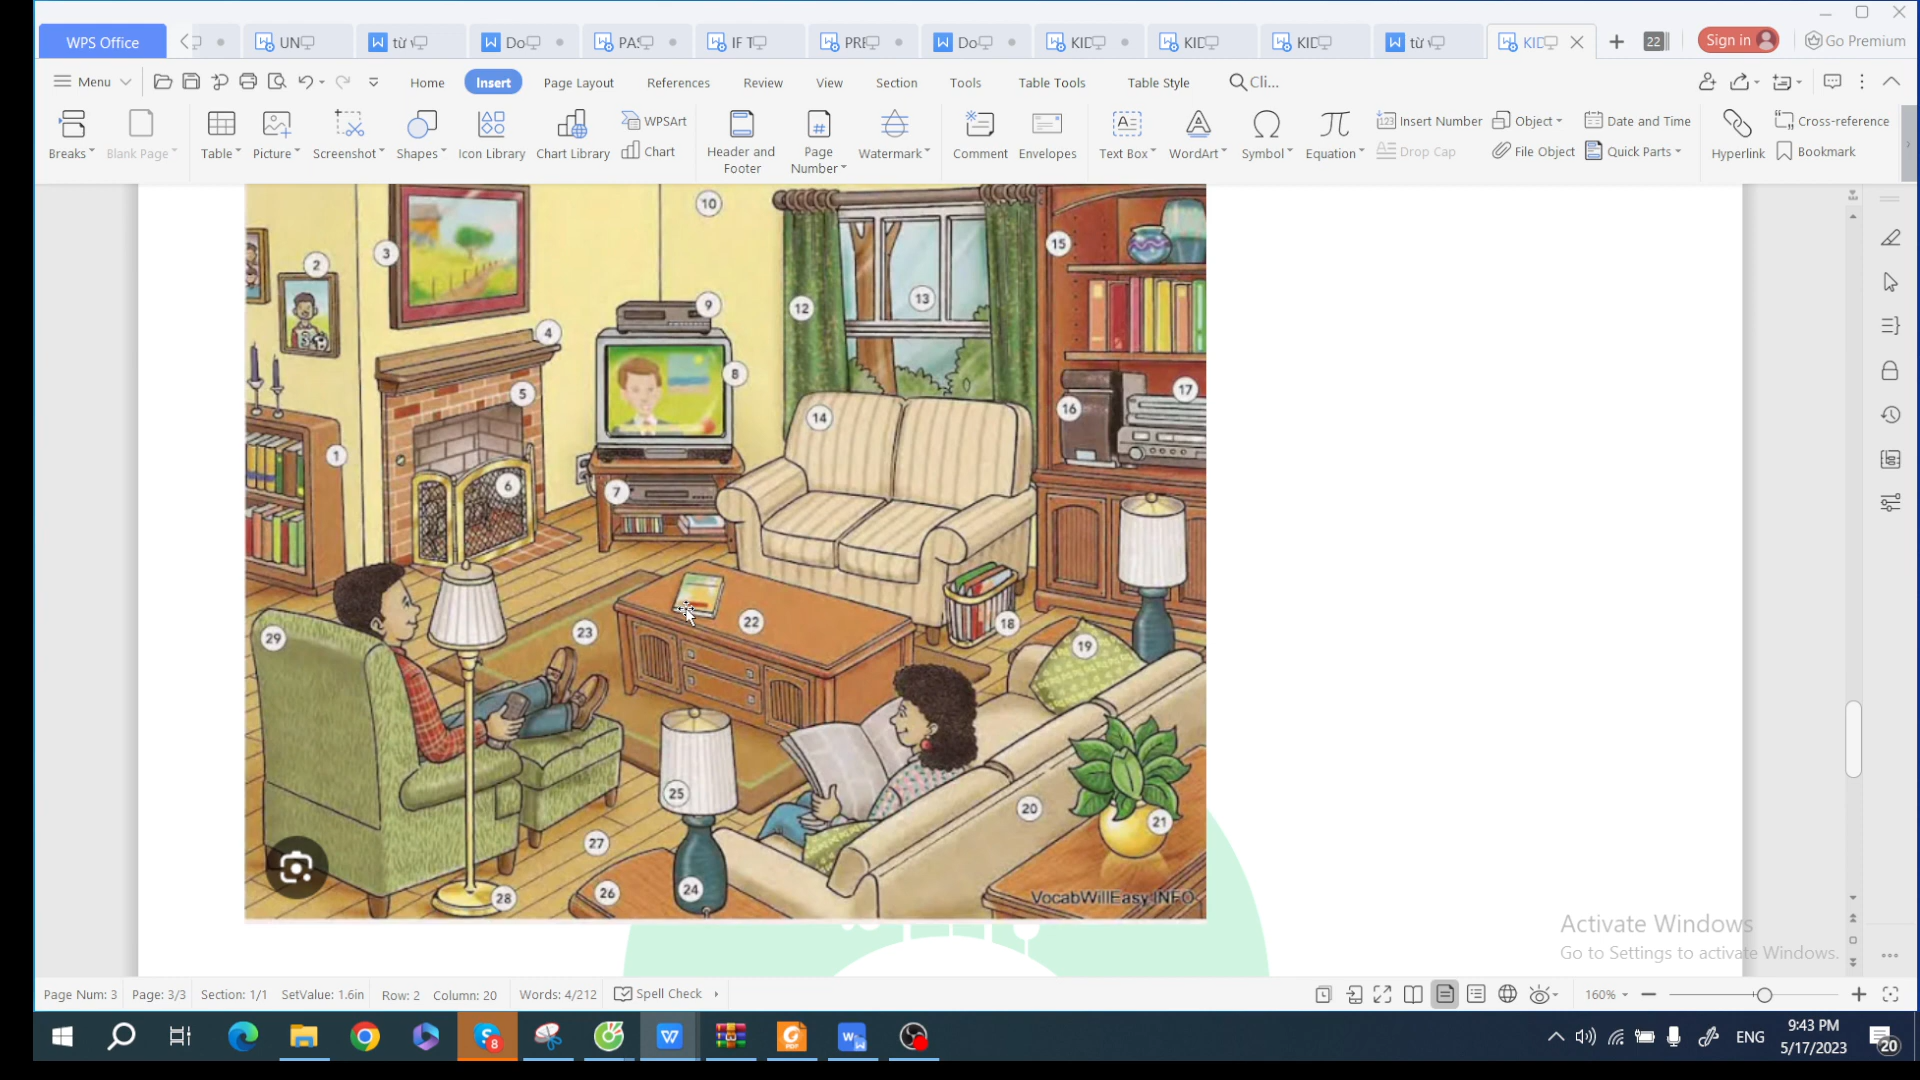 WPS Office
UN
từ v
Do
PAS
IF T
PRE
Do
KID
KID
KID
từ v
KID
22
Sign in
Go Premium
Menu
Home
Insert
Page Layout
References
Review
View
Section
Tools
Table Tools
Table Style
Cli...
Breaks
Blank Page
Table
Picture
Screenshot
Shapes
Icon Library
Chart Library
WPSArt
Chart
Header and
Footer
Page
Number
Watermark
Comment
Envelopes
Text Box
WordArt
Symbol
Equation
Insert Number
Drop Cap
Object
File Object
Date and Time
Quick Parts
Hyperlink
Cross-reference
Bookmark
10
15
2
3
12
13
9
4
8
17
5
14
16
1
6
7
18
22
23
29
19
25
20
21
27
26
24
28
VocabWillEasy.INFO
Activate Windows
Go to Settings to activate Windows.
Page Num: 3
Page: 3/3
Section: 1/1
SetValue: 1.6in
Row: 2
Column: 20
Words: 4/212
Spell Check
160%
8
ENG
9:43 PM
5/17/2023
20